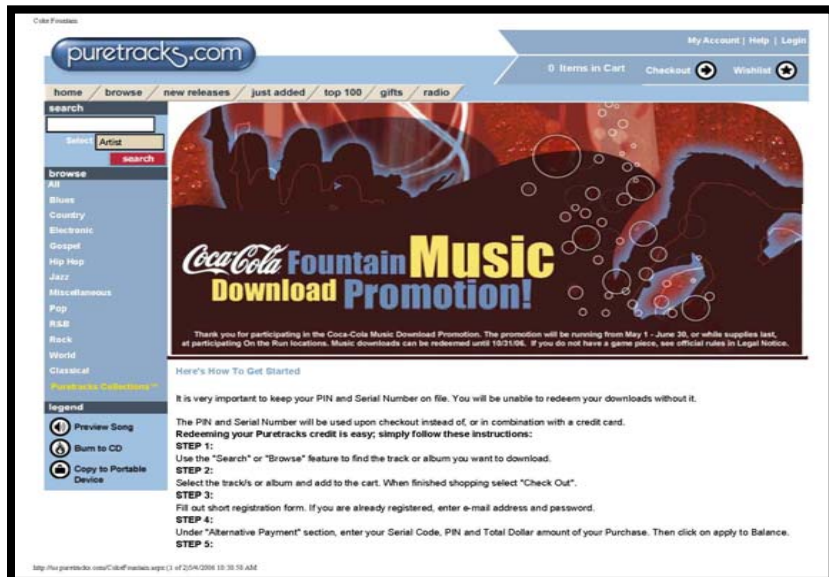 Coke Fountain
puretracks.com
My Account | Help | Login
0 Items in Cart Checkout Wishlist
home browse new releases just added top 100 gifts radio
search
Select Artist
search
browse
All
Blues
Country
Electronic
Gospel
Hip Hop
Jazz
Miscellaneous
Pop
R&B
Rock
World
Classical
Puretracks Collections™
legend
Preview Song
Burn to CD
Copy to Portable
Device
Coca-Cola Fountain Music
Download Promotion!
Thank you for participating in the Coca-Cola Music Download Promotion. The promotion will be running from May 1 - June 30, or while supplies last,
at participating On the Run locations. Music downloads can be redeemed until 10/31/06. If you do not have a game piece, see official rules in Legal Notice.
Here's How To Get Started
It is very important to keep your PIN and Serial Number on file. You will be unable to redeem your downloads without it.
The PIN and Serial Number will be used upon checkout instead of, or in combination with a credit card.
Redeeming your Puretracks credit is easy; simply follow these instructions:
STEP 1:
Use the "Search" or "Browse" feature to find the track or album you want to download.
STEP 2:
Select the track/s or album and add to the cart. When finished shopping select "Check Out".
STEP 3:
Fill out short registration form. If you are already registered, enter e-mail address and password.
STEP 4:
Under "Alternative Payment" section, enter your Serial Code, PIN and Total Dollar amount of your Purchase. Then click on apply to Balance.
STEP 5:
(1 of 2)5/4/2006 10:38:58 AM